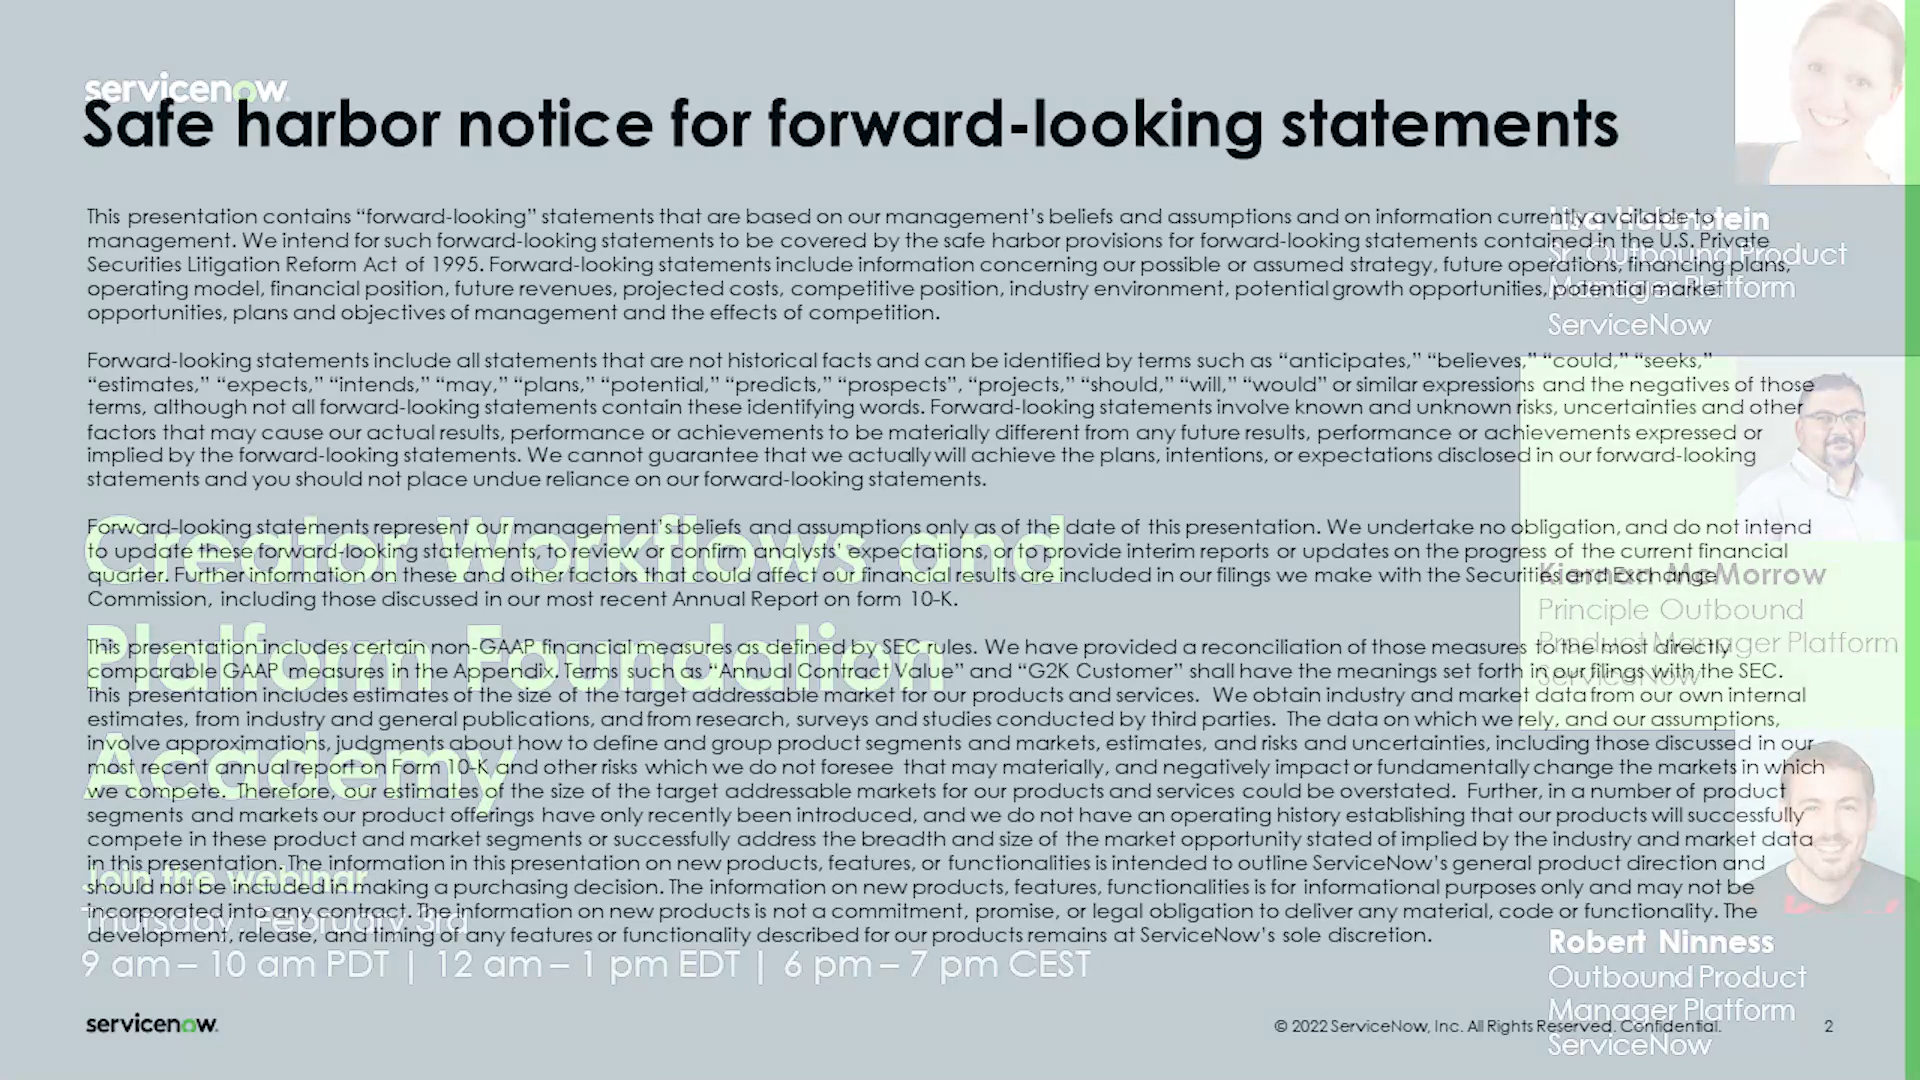 servicenow
Safe harbor notice for forward-looking statements
This presentation contains “forward-looking” statements that are based on our management’s beliefs and assumptions and on information currently available to
management. We intend for such forward-looking statements to be covered by the safe harbor provisions for forward-looking statements contained in the U.S. Private
Securities Litigation Reform Act of 1995. Forward-looking statements include information concerning our possible or assumed strategy, future operations, financing plans,
operating model, financial position, future revenues, projected costs, competitive position, industry environment, potential growth opportunities, potential market
opportunities, plans and objectives of management and the effects of competition.
Forward-looking statements include all statements that are not historical facts and can be identified by terms such as “anticipates,” “believes,” “could,” “seeks,”
“estimates,” “expects,” “intends,” “may,” “plans,” “potential,” “predicts,” “prospects”, “projects,” “should,” “will,” “would” or similar expressions and the negatives of those
terms, although not all forward-looking statements contain these identifying words. Forward-looking statements involve known and unknown risks, uncertainties and other
factors that may cause our actual results, performance or achievements to be materially different from any future results, performance or achievements expressed or
implied by the forward-looking statements. We cannot guarantee that we actually will achieve the plans, intentions, or expectations disclosed in our forward-looking
statements and you should not place undue reliance on our forward-looking statements.
Forward-looking statements represent our management’s beliefs and assumptions only as of the date of this presentation. We undertake no obligation, and do not intend
to update these forward-looking statements, to review or confirm analysts’ expectations, or to provide interim reports or updates on the progress of the current financial
quarter. Further information on these and other factors that could affect our financial results are included in our filings we make with the Securities and Exchange
Commission, including those discussed in our most recent Annual Report on form 10-K.
This presentation includes certain non-GAAP financial measures as defined by SEC rules. We have provided a reconciliation of those measures to the most directly
comparable GAAP measures in the Appendix. Terms such as “Annual Contract Value” and “G2K Customer” shall have the meanings set forth in our filings with the SEC.
This presentation includes estimates of the size of the target addressable market for our products and services. We obtain industry and market data from our own internal
estimates, from industry and general publications, and from research, surveys and studies conducted by third parties. The data on which we rely, and our assumptions,
involve approximations, judgments about how to define and group product segments and markets, estimates, and risks and uncertainties, including those discussed in our
most recent annual report on Form 10-K and other risks which we do not foresee that may materially, and negatively impact or fundamentally change the markets in which
we compete. Therefore, our estimates of the size of the target addressable markets for our products and services could be overstated. Further, in a number of product
segments and markets our product offerings have only recently been introduced, and we do not have an operating history establishing that our products will successfully
compete in these product and market segments or successfully address the breadth and size of the market opportunity stated of implied by the industry and market data
in this presentation. The information in this presentation on new products, features, or functionalities is intended to outline ServiceNow’s general product direction and
should not be included in making a purchasing decision. The information on new products, features, functionalities is for informational purposes only and may not be
incorporated into any contract. The information on new products is not a commitment, promise, or legal obligation to deliver any material, code or functionality. The
development, release, and timing of any features or functionality described for our products remains at ServiceNow’s sole discretion.
Creator Workflows and
Platform Foundation
Academy
Join the webinar
Thursday, February 3rd
9 am – 10 am PDT | 12 am – 1 pm EDT | 6 pm – 7 pm CEST
Lisa Holenstein
Sr. Outbound Product
Manager Platform
ServiceNow
Kiernan McMorrow
Principle Outbound
Product Manager Platform
ServiceNow
Robert Ninness
Outbound Product
Manager Platform
ServiceNow
servicenow.
© 2022 ServiceNow, Inc. All Rights Reserved. Confidential.
2